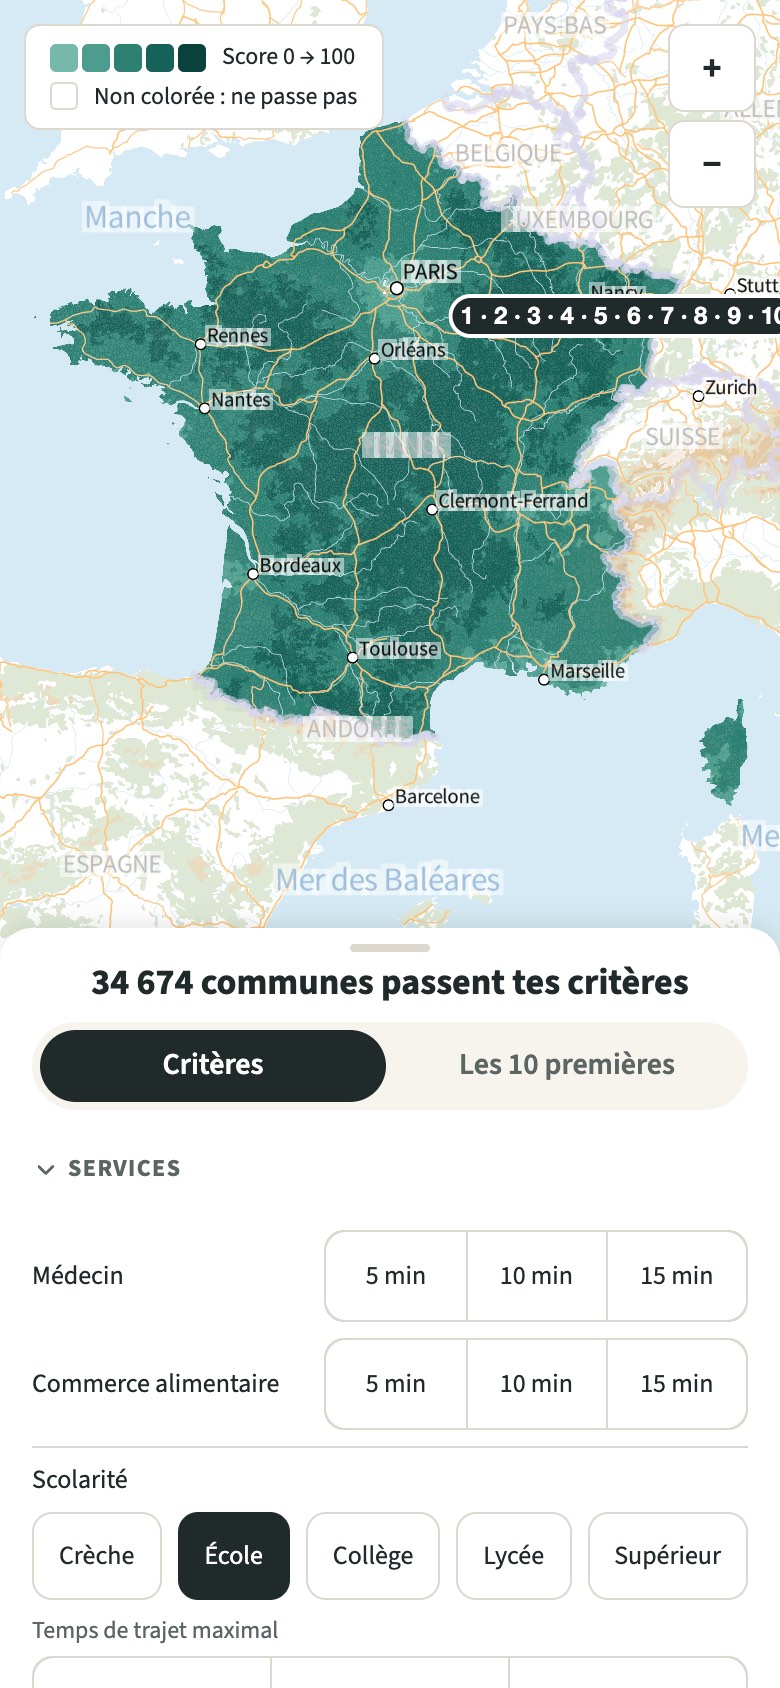 Score 0 → 100
Non colorée : ne passe pas
+
−
PAYS-BAS
BELGIQUE
Manche
PARIS
Stutt
1 · 2 · 3 · 4 · 5 · 6 · 7 · 8 · 9 · 10
Rennes
Orléans
Nantes
Zurich
SUISSE
Clermont-Ferrand
Bordeaux
Toulouse
Marseille
Barcelone
ESPAGNE
Mer des Baléares
Me
34 674 communes passent tes critères
Critères
Les 10 premières
SERVICES
Médecin
5 min
10 min
15 min
Commerce alimentaire
5 min
10 min
15 min
Scolarité
Crèche
École
Collège
Lycée
Supérieur
Temps de trajet maximal